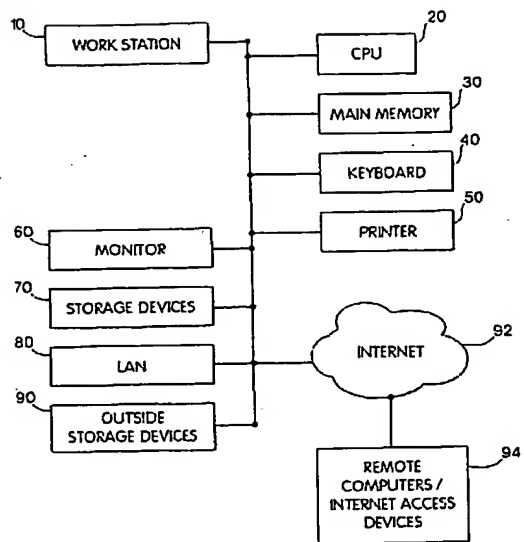 10
WORK STATION
20
CPU
30
MAIN MEMORY
40
KEYBOARD
50
PRINTER
60
MONITOR
70
STORAGE DEVICES
80
LAN
90
OUTSIDE
STORAGE DEVICES
INTERNET
92
REMOTE
COMPUTERS /
INTERNET ACCESS
DEVICES
94